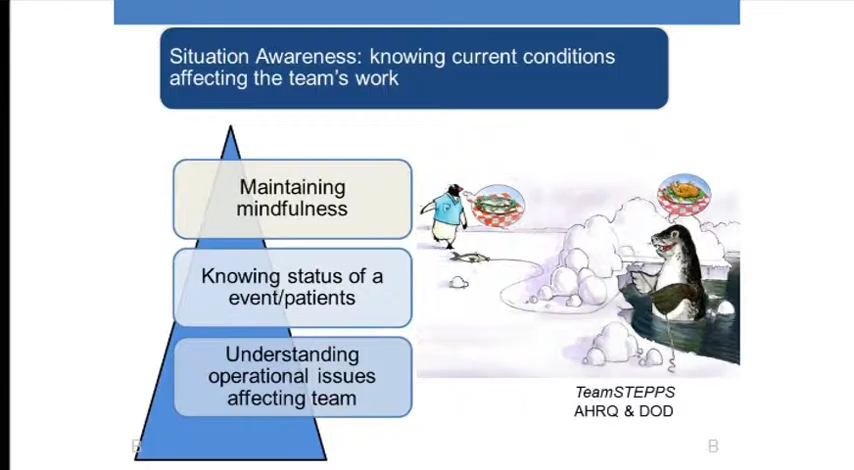 Situation Awareness: knowing current conditions
affecting the team's work
Maintaining
mindfulness
Knowing status of a
event/patients
Understanding
operational issues
affecting team
TeamSTEPPS
AHRQ & DOD
B
B